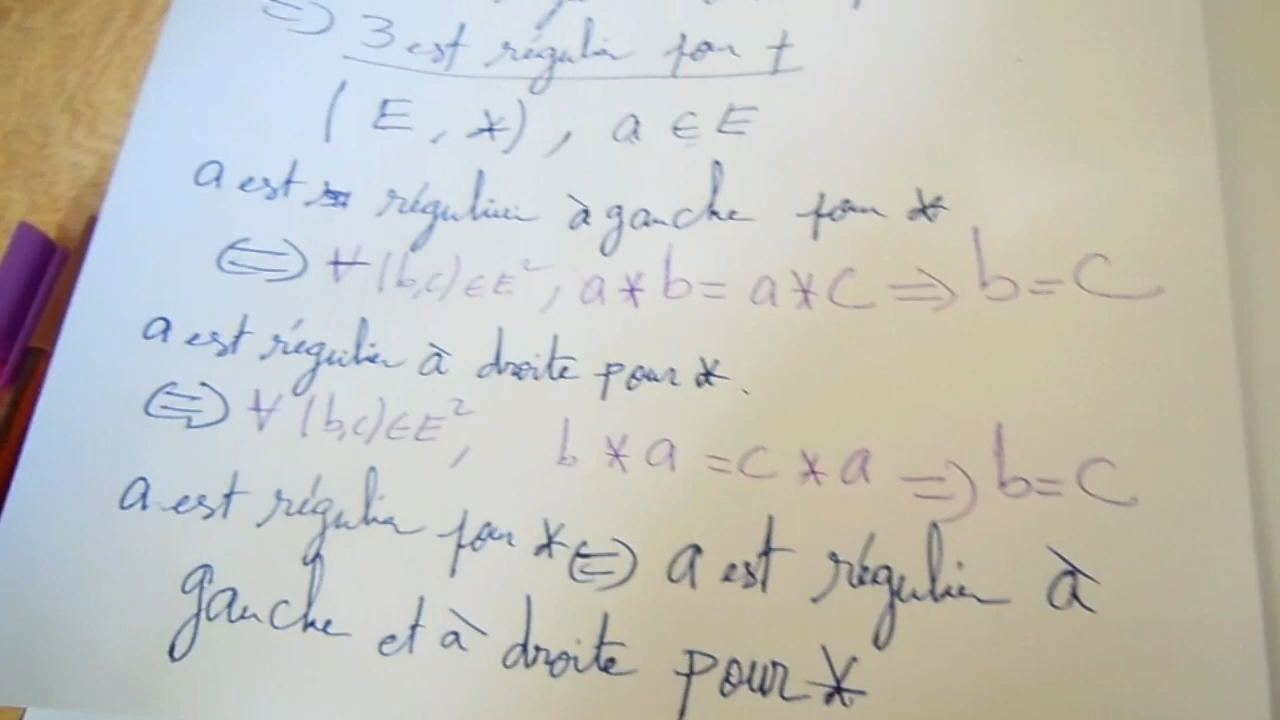 ⇔ 3 est régulier pour +
(E, *), a ∈ E
a est régulier à gauche pour *
⇔ ∀ (b,c) ∈ E², a * b = a * c ⇒ b = c
a est régulier à droite pour *.
⇔ ∀ (b,c) ∈ E², b * a = c * a ⇒ b = c
a est régulier pour * ⇔ a est régulier à
gauche et à droite pour *